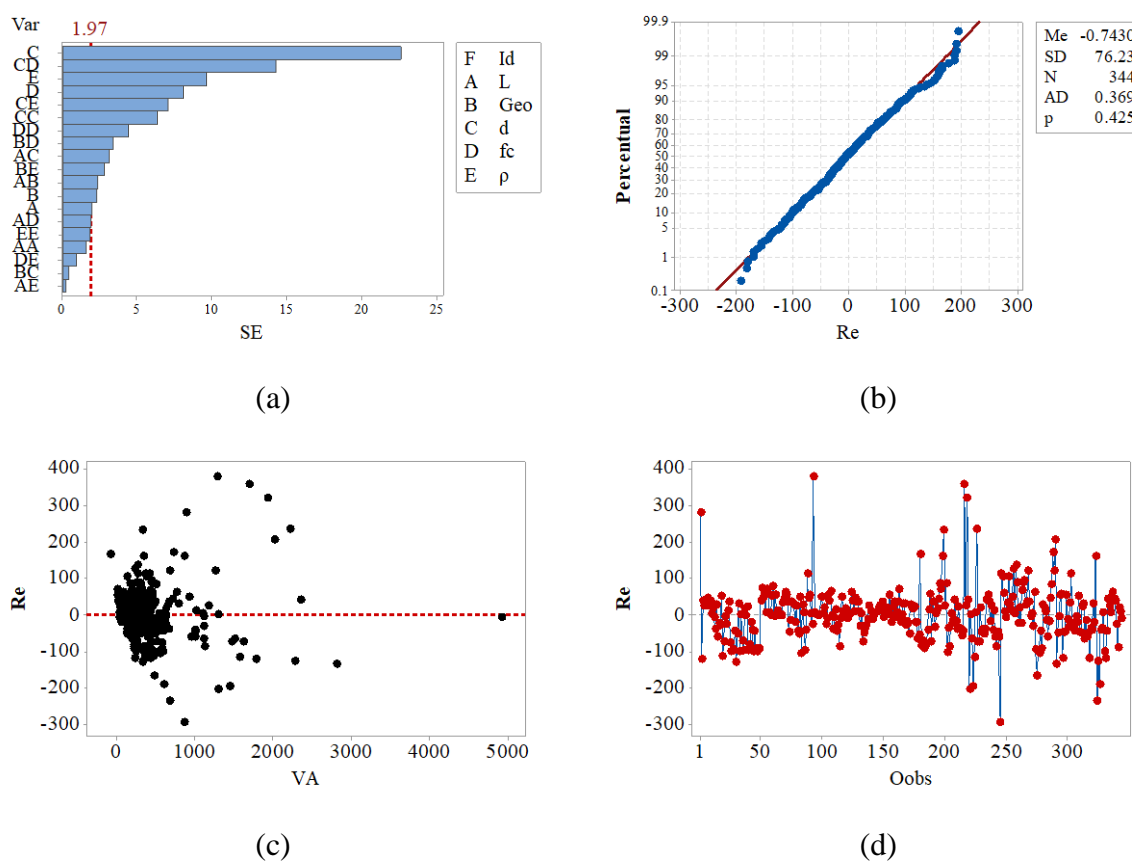 Var
1.97
C
CD
E
D
CE
CC
DD
BD
AC
BE
AB
B
A
AD
EE
AA
DE
BC
AE
0 5 10 15 20 25
SE
F Id
A L
B Geo
C d
D fc
E ρ
(a)
Percentual
99.9
99
95
90
80
70
60
50
40
30
20
10
5
1
0.1
-300 -200 -100 0 100 200 300
Re
Me -0.7430
SD 76.23
N 344
AD 0.369
p 0.425
(b)
Re
400
300
200
100
0
-100
-200
-300
0 1000 2000 3000 4000 5000
VA
(c)
Re
400
300
200
100
0
-100
-200
-300
1 50 100 150 200 250 300
Oobs
(d)